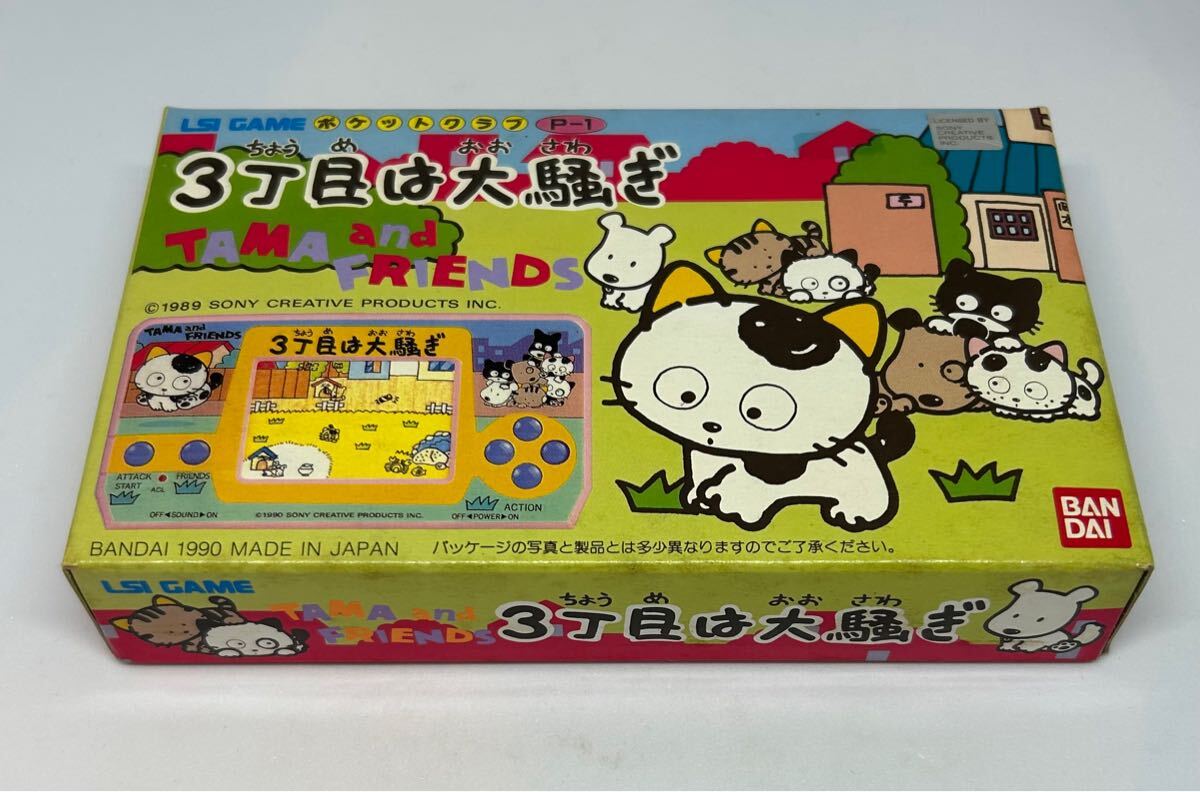 LSI GAME ポケットクラブ P-1
LICENSED BY
SONY
CREATIVE
PRODUCTS
INC.
ちょう め おお さわ
3丁目は大騒ぎ
TAMA and
FRIENDS
©1989 SONY CREATIVE PRODUCTS INC.
TAMA and
FRIENDS
ちょう め おお さわ
3丁目は大騒ぎ
ATTACK
START
ACL
FRIENDS
OFF◀SOUND▶ON
©1990 SONY CREATIVE PRODUCTS INC.
ACTION
OFF◀POWER▶ON
BAN
DAI
BANDAI 1990 MADE IN JAPAN
パッケージの写真と製品とは多少異なりますのでご了承ください。
LSI GAME
TAMA and
FRIENDS
ちょう め おお さわ
3丁目は大騒ぎ